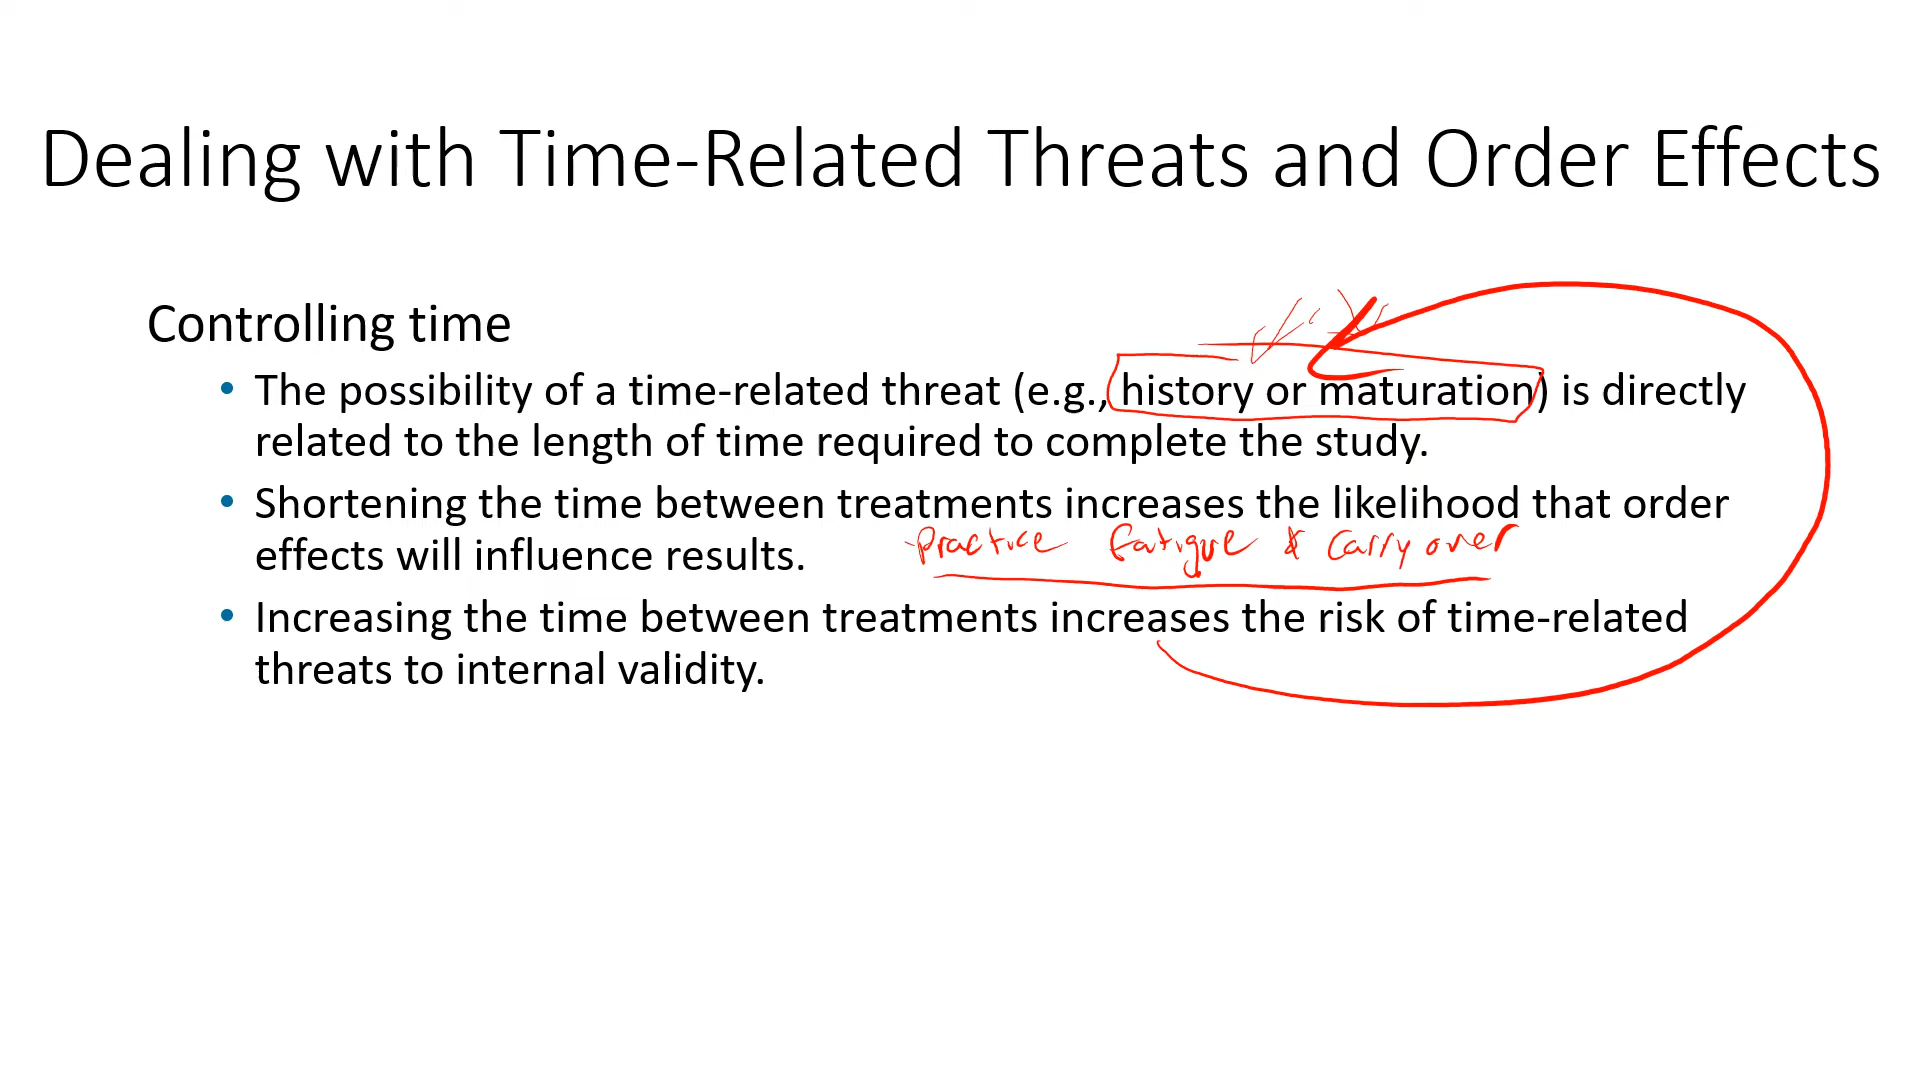 Dealing with Time-Related Threats and Order Effects
Controlling time
• The possibility of a time-related threat (e.g., history or maturation) is directly
related to the length of time required to complete the study.
• Shortening the time between treatments increases the likelihood that order
effects will influence results.
-Practice Fatigue & Carry over
• Increasing the time between treatments increases the risk of time-related
threats to internal validity.